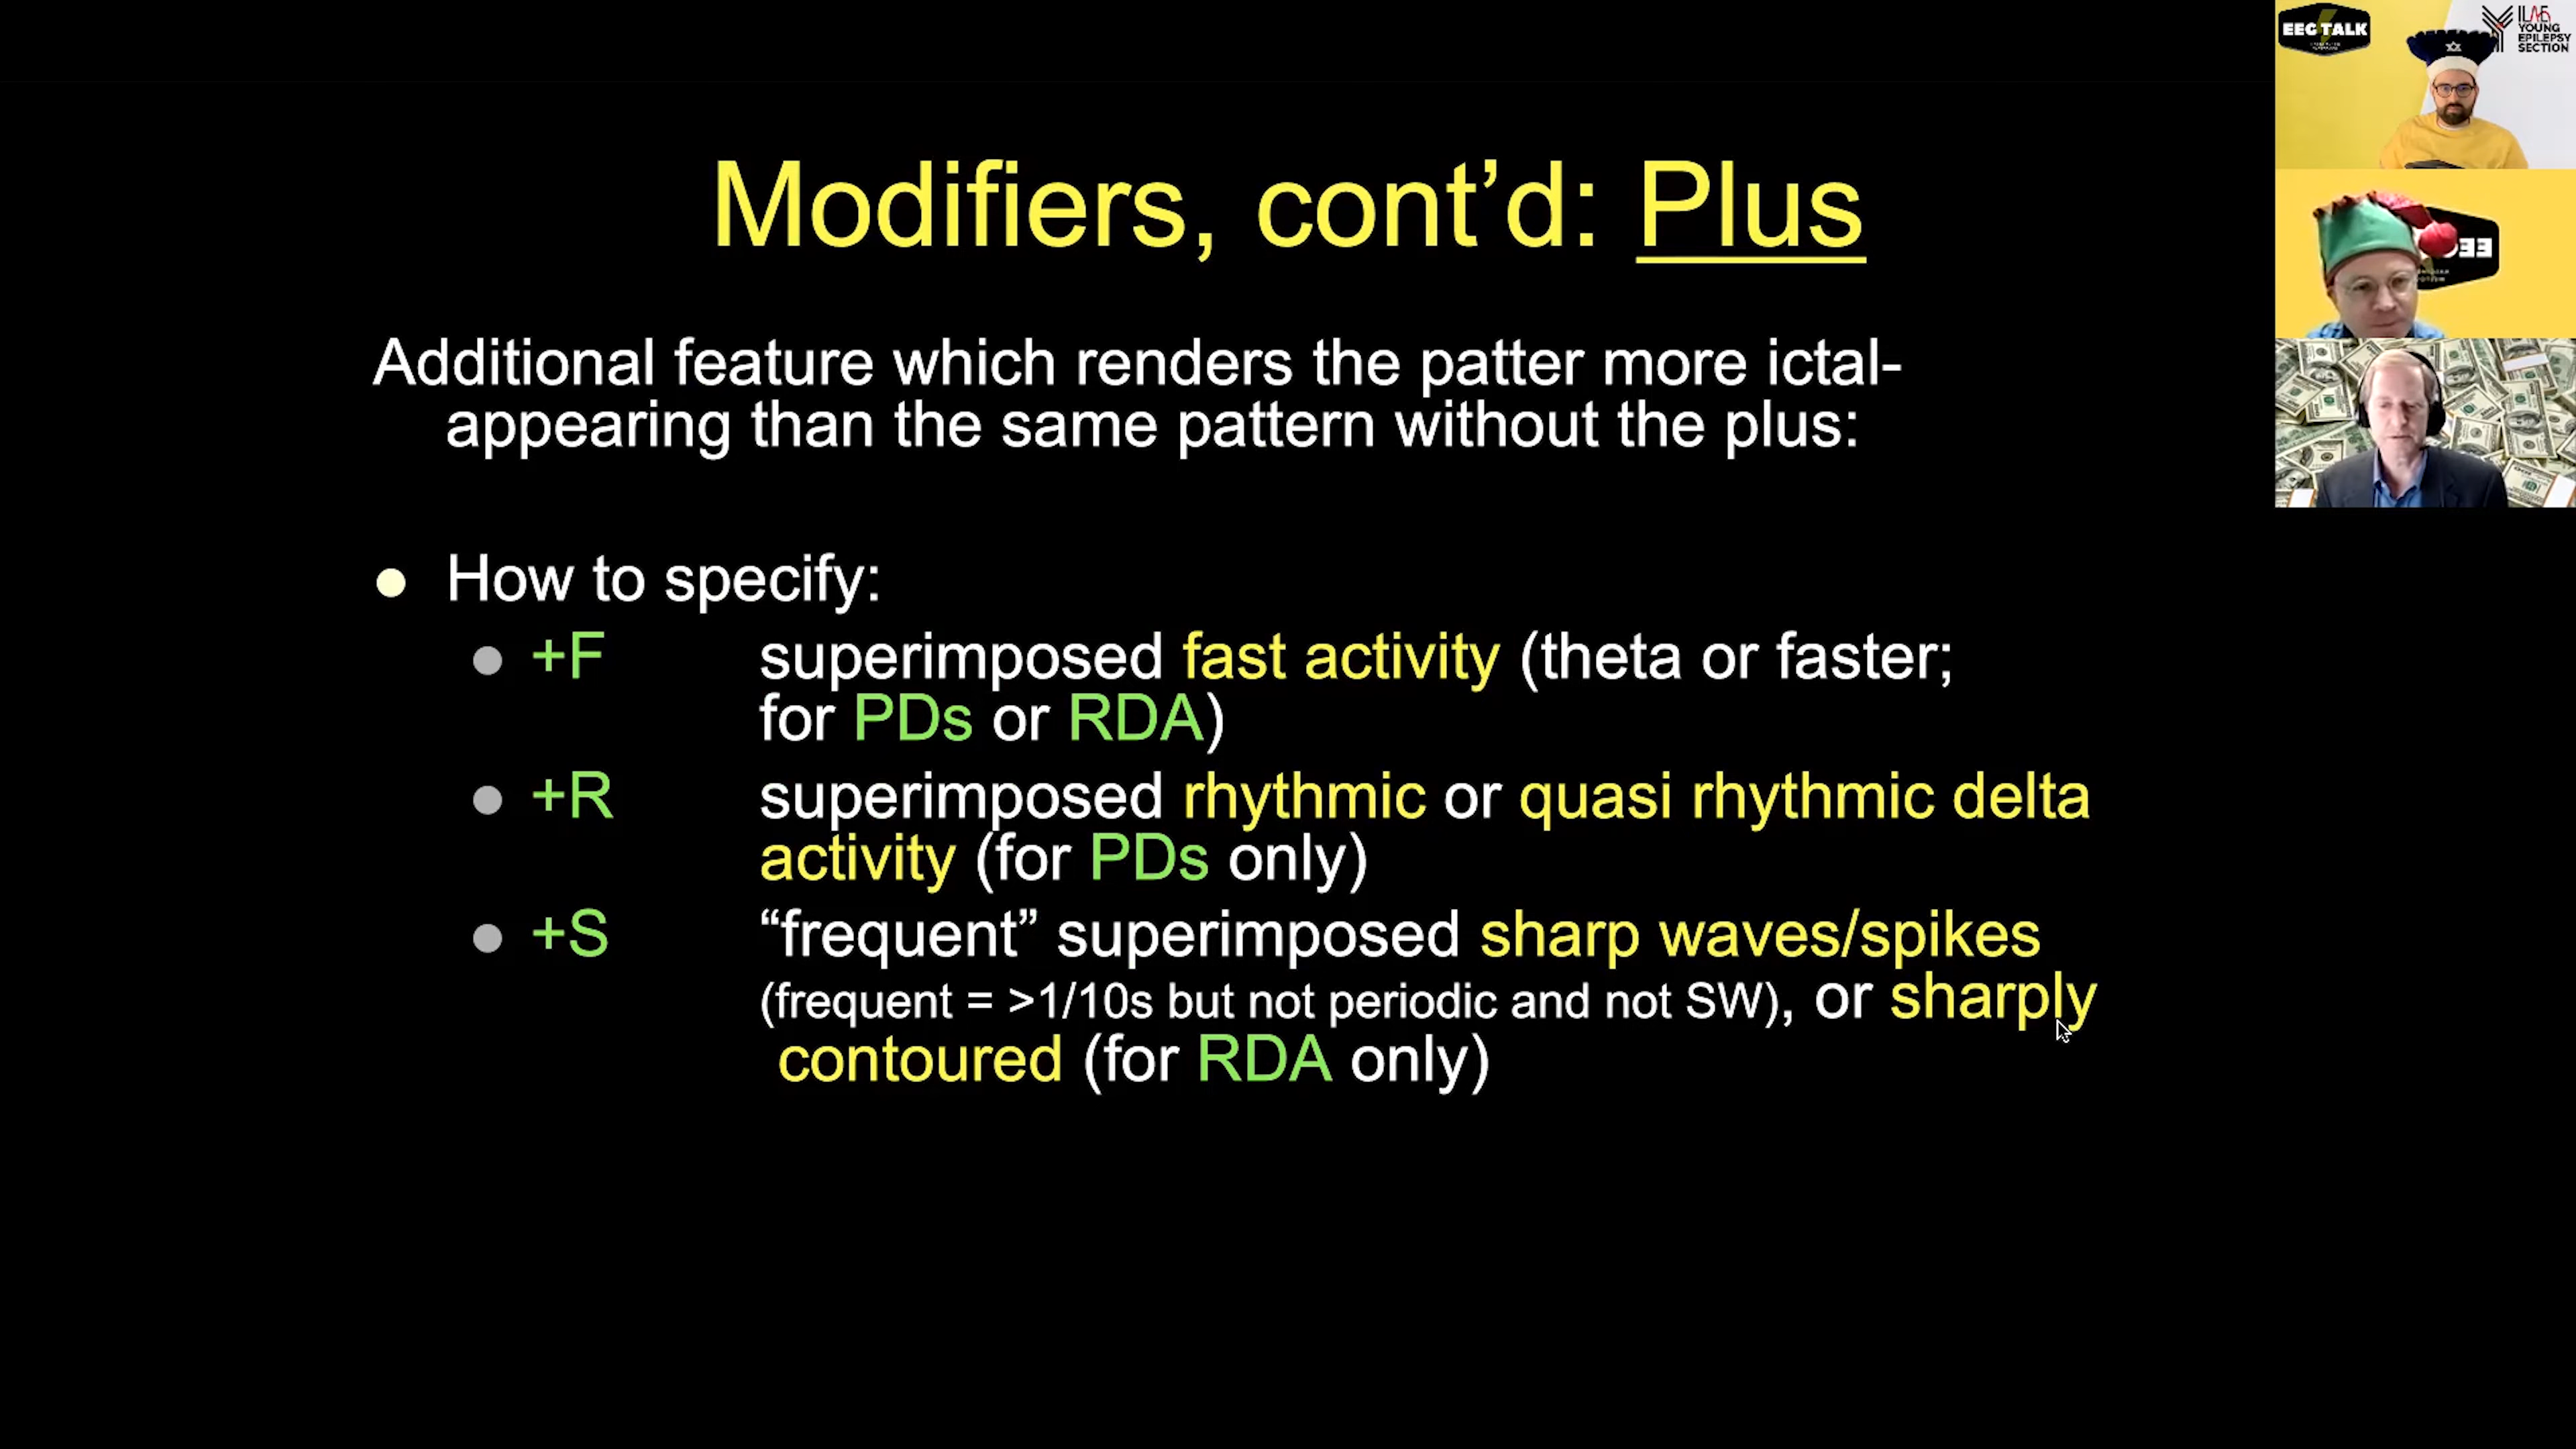 Modifiers, cont’d: Plus
Additional feature which renders the patter more ictal-
appearing than the same pattern without the plus:
● How to specify:
● +F superimposed fast activity (theta or faster;
for PDs or RDA)
● +R superimposed rhythmic or quasi rhythmic delta
activity (for PDs only)
● +S “frequent” superimposed sharp waves/spikes
(frequent = >1/10s but not periodic and not SW), or sharply
contoured (for RDA only)
EEG TALK
ILAE
YOUNG
EPILEPSY
SECTION